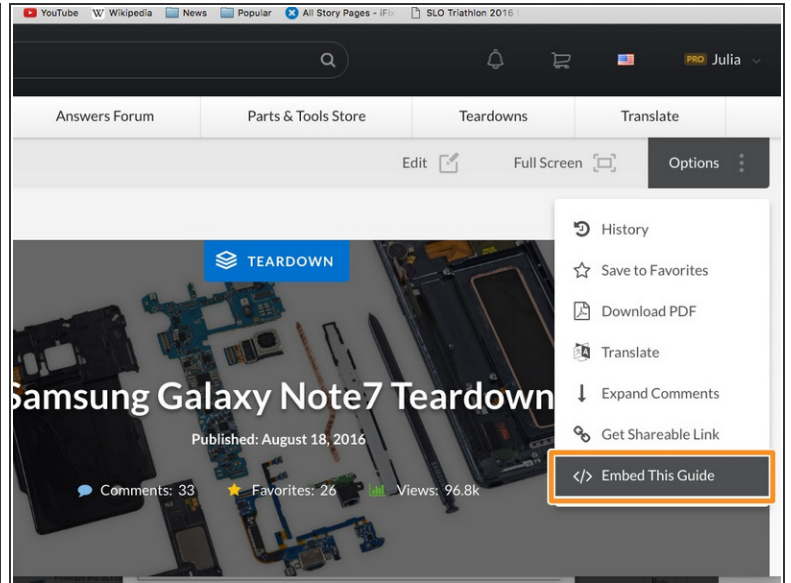 YouTube W Wikipedia News Popular All Story Pages - iFi SLO Triathlon 2016
PRO Julia
Answers Forum Parts & Tools Store Teardowns Translate
Edit Full Screen Options
History
TEARDOWN
Save to Favorites
Download PDF
Translate
Expand Comments
Samsung Galaxy Note7 Teardown
Get Shareable Link
Published: August 18, 2016
</> Embed This Guide
Comments: 33 Favorites: 26 Views: 96.8k